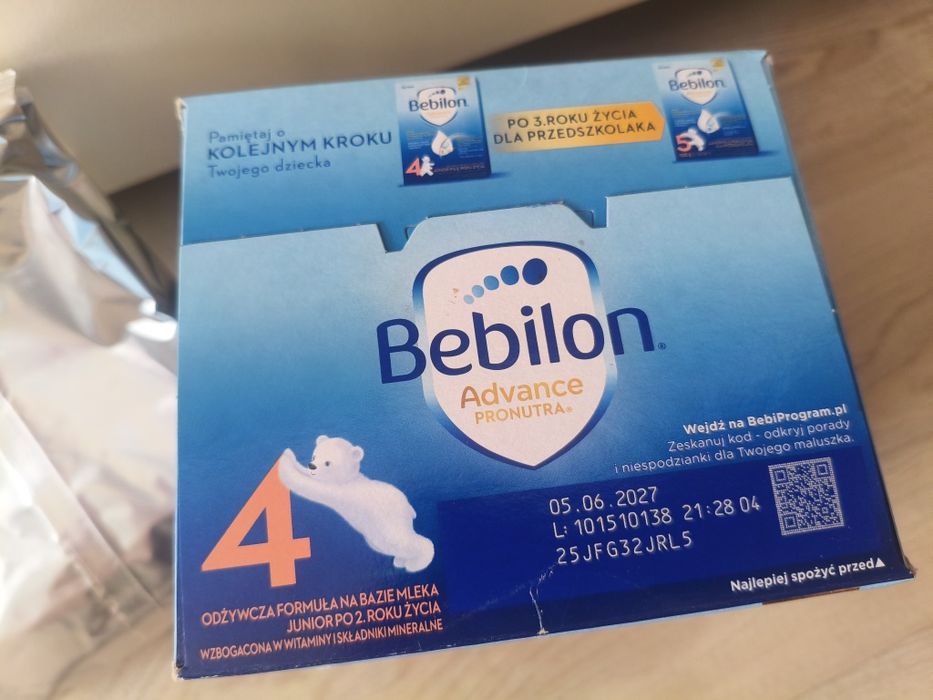 Pamiętaj o
KOLEJNYM KROKU
Twojego dziecka
Bebilon
4
PO 3. ROKU ŻYCIA
DLA PRZEDSZKOLAKA
Bebilon
5
Bebilon®
Advance
PRONUTRA®
Wejdź na BebiProgram.pl
Zeskanuj kod - odkryj porady
i niespodzianki dla Twojego maluszka.
4
05.06.2027
L: 101510138 21:28 04
25JFG32JRL5
Najlepiej spożyć przed▲
ODŻYWCZA FORMUŁA NA BAZIE MLEKA
JUNIOR PO 2. ROKU ŻYCIA
WZBOGACONA W WITAMINY I SKŁADNIKI MINERALNE